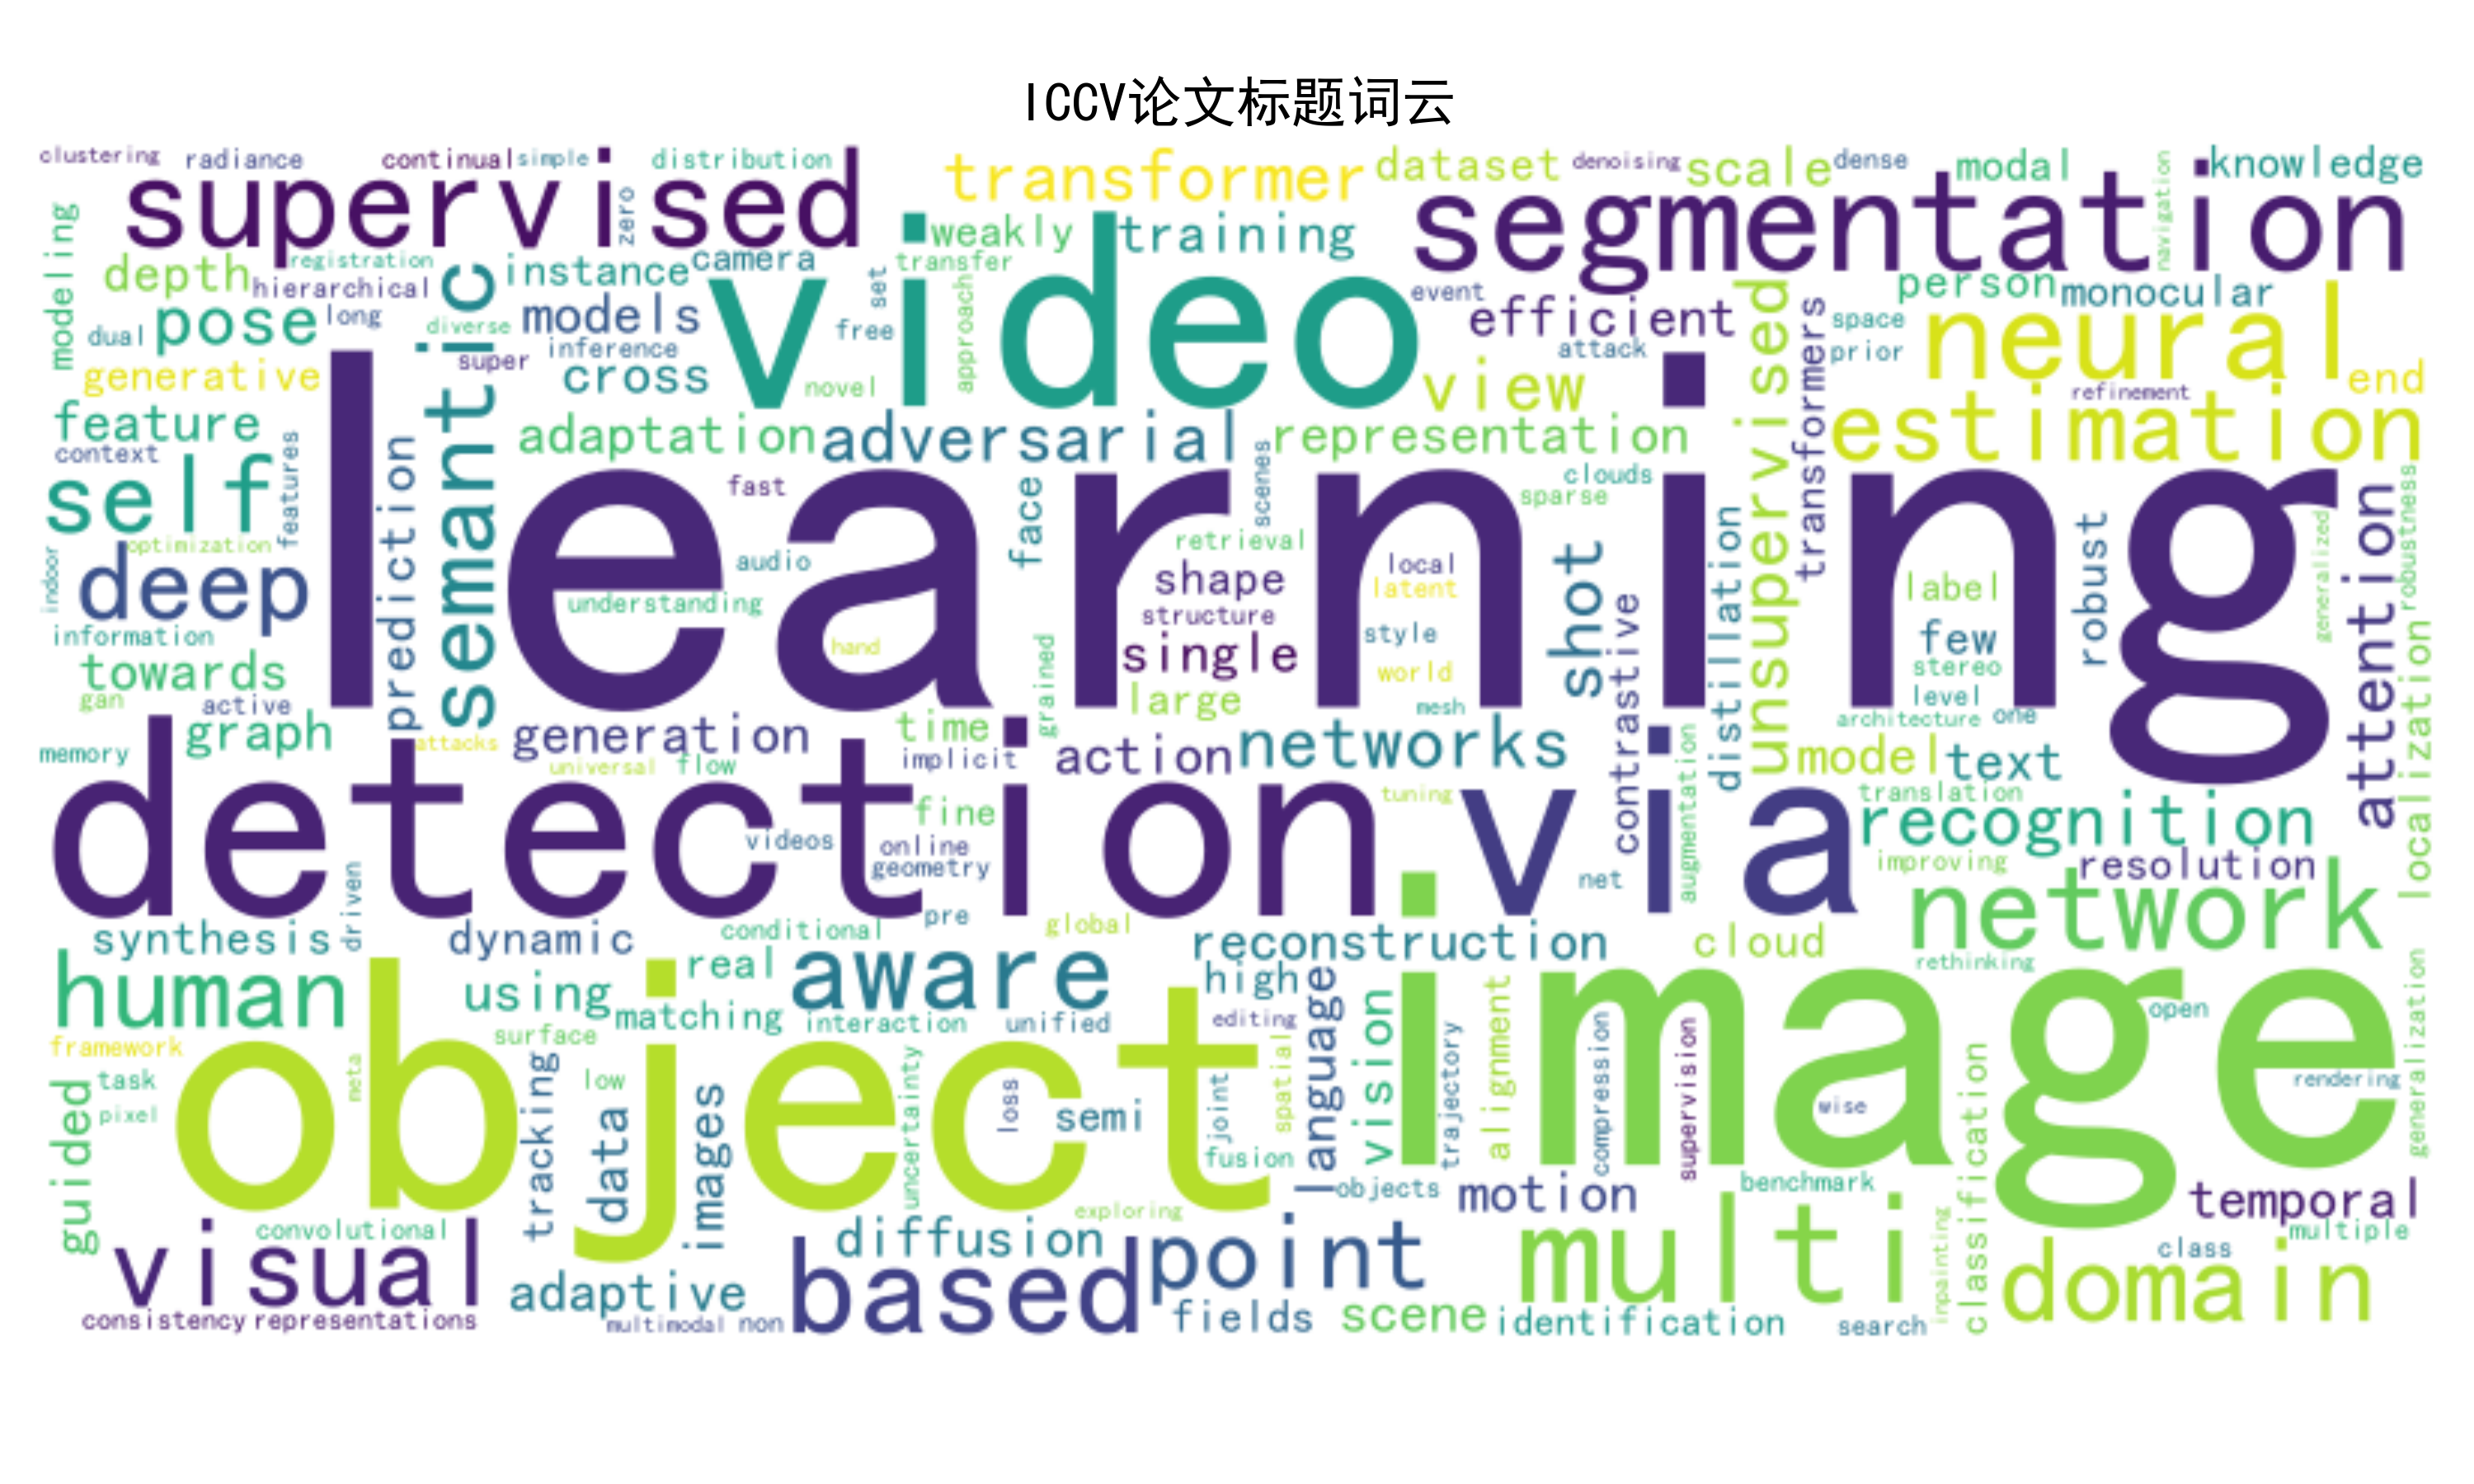 ICCV论文标题词云
clustering radiance continual simple distribution transformer dataset denoising scale dense modal navigation knowledge
supervised zero segmentation
modeling weakly training
depth registration semantic instance camera transfer video unsupervised person monocular
hierarchical set approach event efficient transformers
dual pose long diverse models free space neural
super inference attack prior
generative cross novel view refinement end
feature adaptation adversarial representation estimation
context features prediction learning scenes clouds robustness
self fast face sparse attention
optimization retrieval shot distillation robust generalized
indoor deep audio shape local label
understanding latent
information structure style few
towards hand grained single contrastive stereo
world
gan active large mesh level localization
graph generation time architecture one
memory attacks implicit action networks augmentation model text
universal flow
detection fine tuning via translation
videos online recognition
geometry net improving resolution
driven pre network
synthesis dynamic conditional global reconstruction cloud
human real aware high language rethinking generalization
using matching interaction unified editing vision alignment image open
framework surface object spatial trajectory compression supervision
guided task meta tracking low uncertainty joint wise rendering
pixel data images loss semi classification
fusion
objects motion benchmark temporal
visual convolutional diffusion exploring point multi inpainting class multiple
adaptive based domain
consistency representations multimodal non fields scene identification search